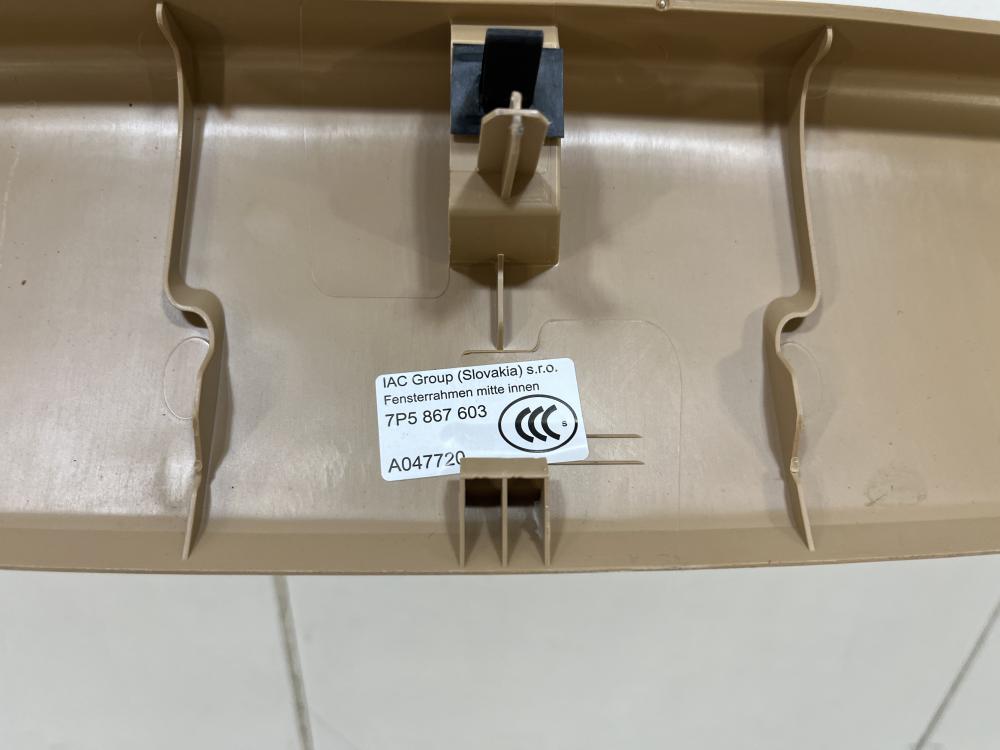 IAC Group (Slovakia) s.r.o.
Fensterrahmen mitte innen
7P5 867 603
CCC S
A047720